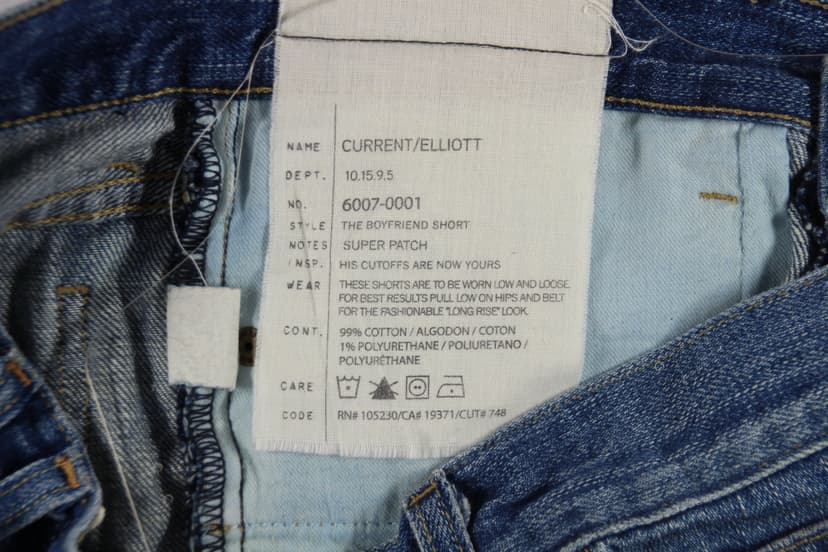 NAME CURRENT/ELLIOTT
DEPT. 10.15.9.5
NO. 6007-0001
STYLE THE BOYFRIEND SHORT
NOTES SUPER PATCH
INSP. HIS CUTOFFS ARE NOW YOURS
WEAR THESE SHORTS ARE TO BE WORN LOW AND LOOSE.
FOR BEST RESULTS PULL LOW ON HIPS AND BELT
FOR THE FASHIONABLE "LONG RISE" LOOK.
CONT. 99% COTTON / ALGODON / COTON
1% POLYURETHANE / POLIURETANO /
POLYURÉTHANE
CARE
CODE RN# 105230/CA# 19371/CUT# 748